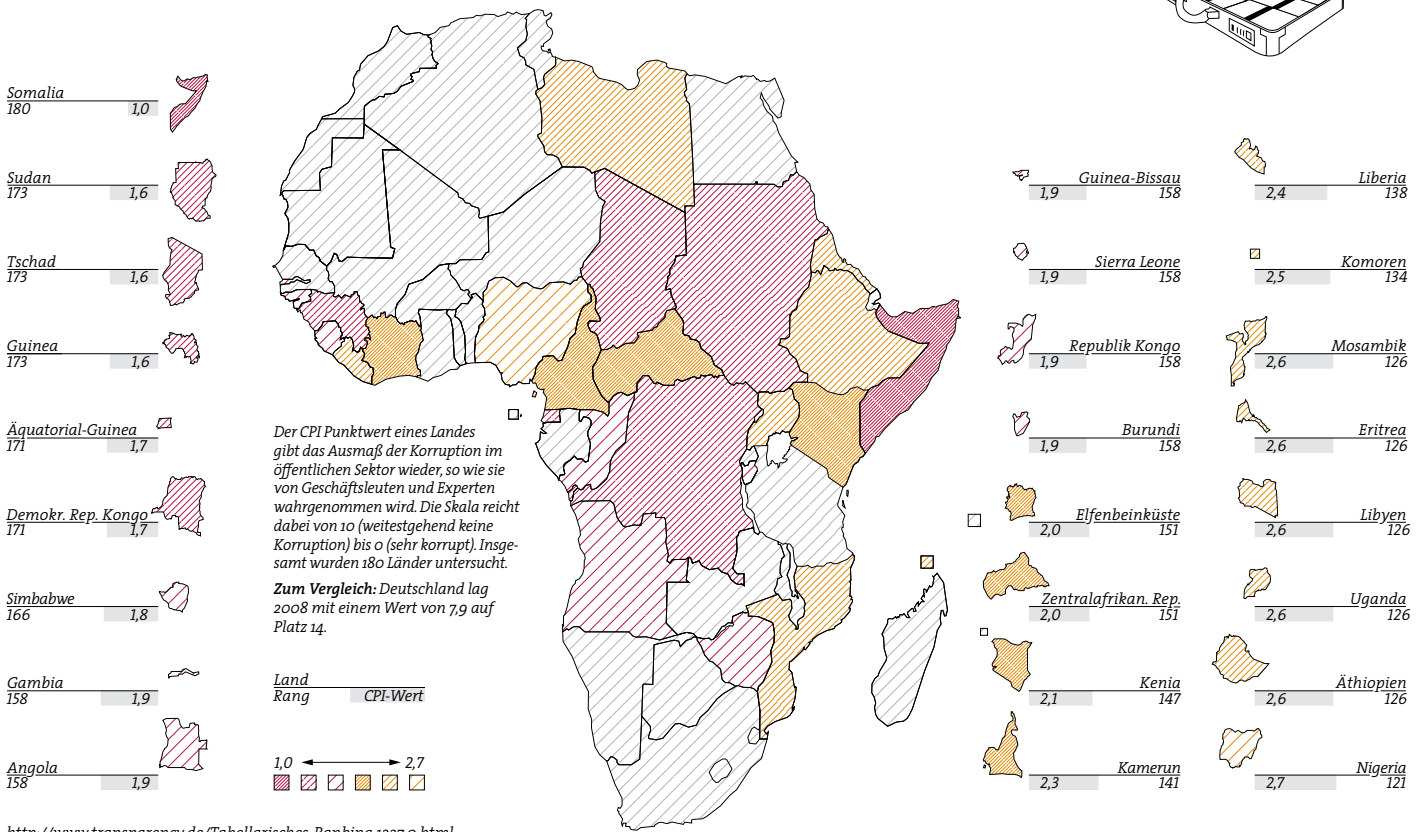 Somalia
180 1,0
Sudan
173 1,6
Tschad
173 1,6
Guinea
173 1,6
Äquatorial-Guinea
171 1,7
Demokr. Rep. Kongo
171 1,7
Simbabwe
166 1,8
Gambia
158 1,9
Angola
158 1,9
Der CPI Punktwert eines Landes
gibt das Ausmaß der Korruption im
öffentlichen Sektor wieder, so wie sie
von Geschäftsleuten und Experten
wahrgenommen wird. Die Skala reicht
dabei von 10 (weitestgehend keine
Korruption) bis 0 (sehr korrupt). Insge-
samt wurden 180 Länder untersucht.
Zum Vergleich: Deutschland lag
2008 mit einem Wert von 7,9 auf
Platz 14.
Land
Rang CPI-Wert
1,0 2,7
Guinea-Bissau
1,9 158
Sierra Leone
1,9 158
Republik Kongo
1,9 158
Burundi
1,9 158
Elfenbeinküste
2,0 151
Zentralafrikan. Rep.
2,0 151
Kenia
2,1 147
Kamerun
2,3 141
Liberia
2,4 138
Komoren
2,5 134
Mosambik
2,6 126
Eritrea
2,6 126
Libyen
2,6 126
Uganda
2,6 126
Äthiopien
2,6 126
Nigeria
2,7 121